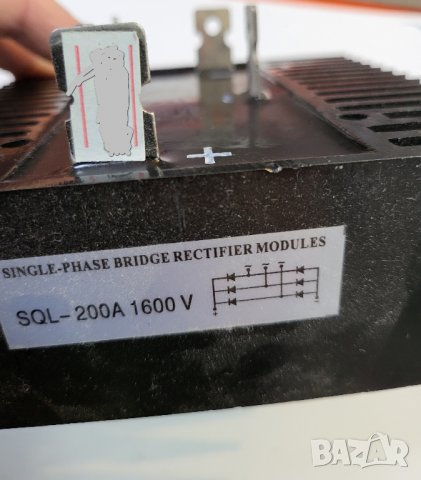 +
SINGLE-PHASE BRIDGE RECTIFIER MODULES
SQL-200A 1600 V
BAZAR